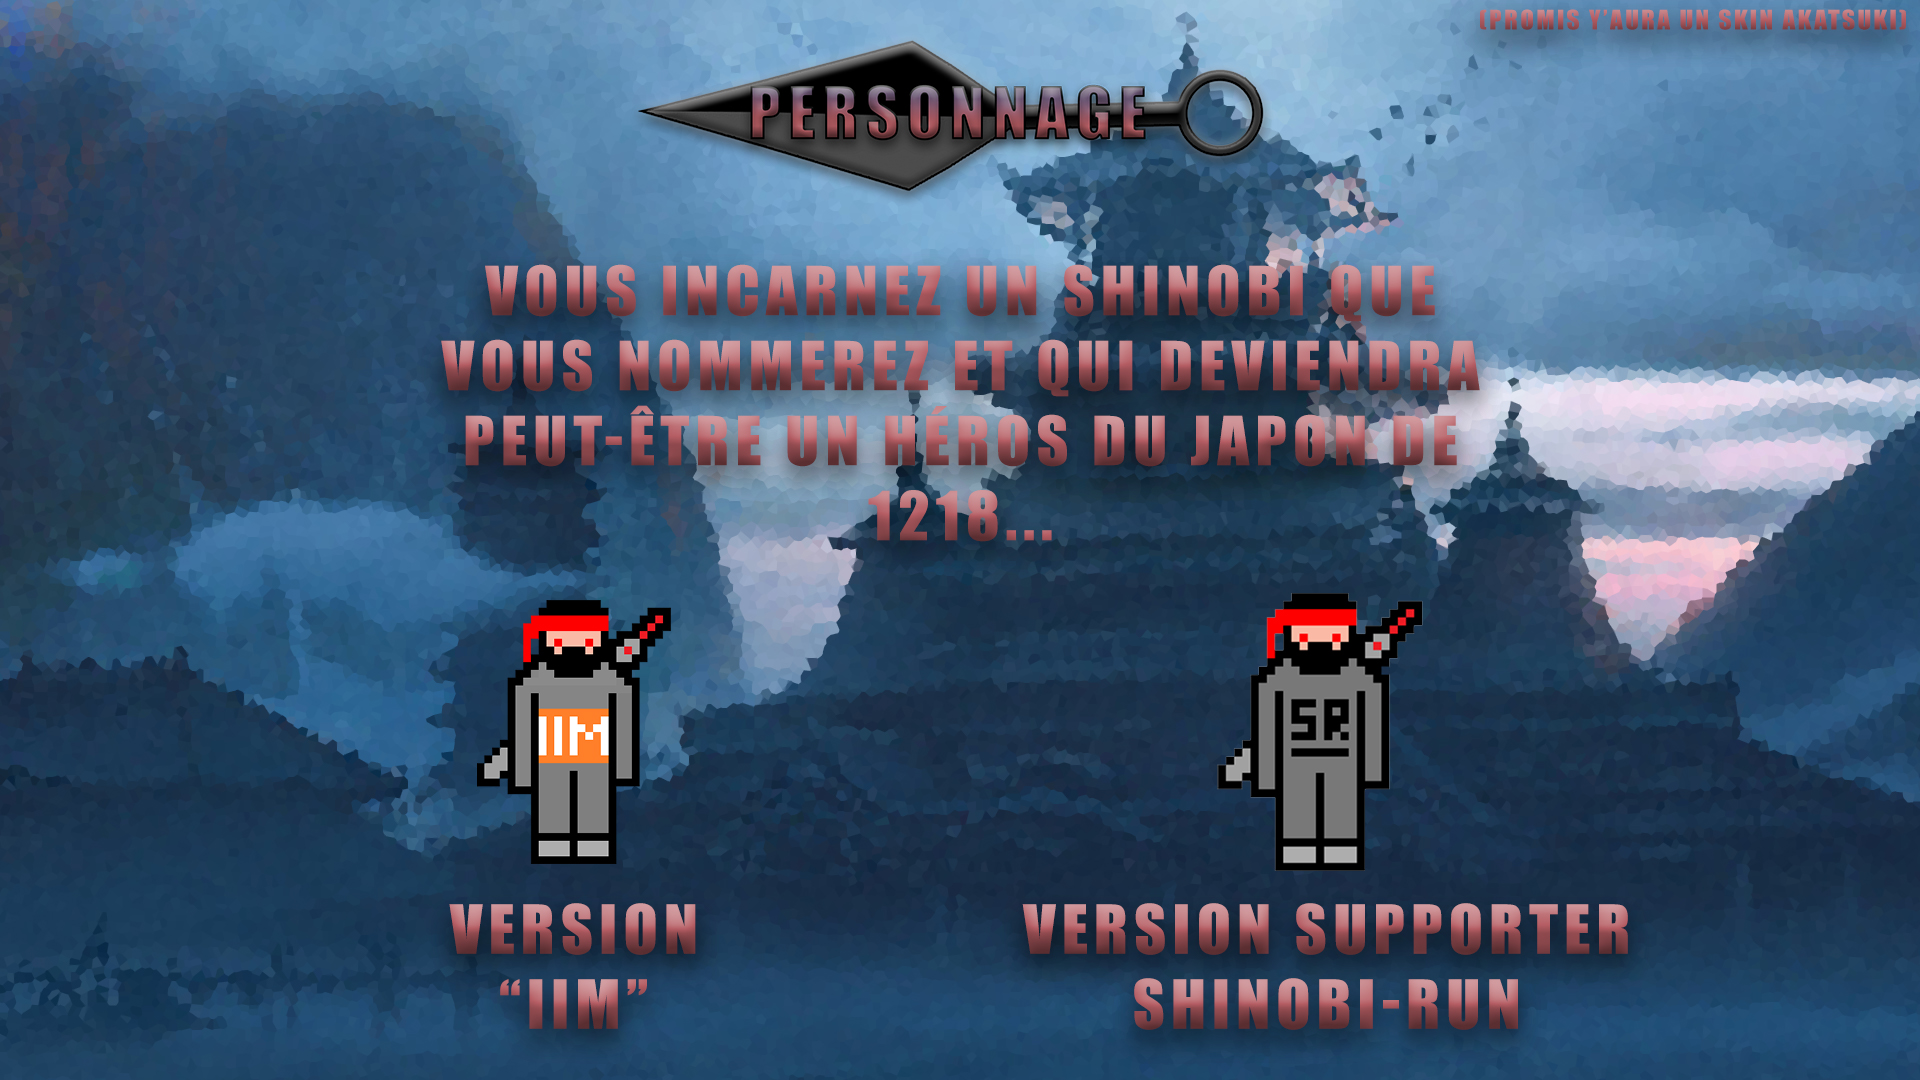 (PROMIS Y'AURA UN SKIN AKATSUKI)
PERSONNAGE
VOUS INCARNEZ UN SHINOBI QUE
VOUS NOMMEREZ ET QUI DEVIENDRA
PEUT-ÊTRE UN HÉROS DU JAPON DE
1218...
IIM
SR
VERSION
“IIM”
VERSION SUPPORTER
SHINOBI-RUN